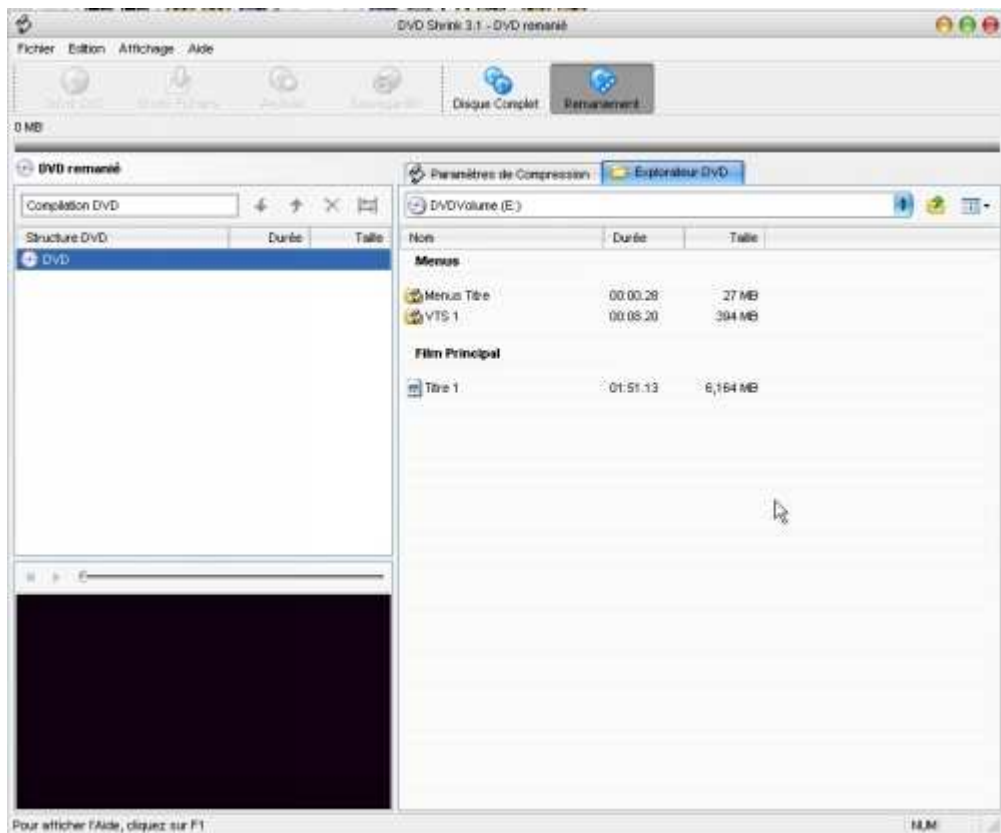 DVD Shrink 3.1 - DVD remanié
Fichier Edition Affichage Aide
Disque Complet Remaniement
0 MB
DVD remanié
Paramètres de Compression Explorateur DVD
Compilation DVD
DVDVolume (E:)
Structure DVD Durée Taille
Nom Durée Taille
DVD
Menus
Menus Titre 00:00.28 27 MB
VTS 1 00:08.20 394 MB
Film Principal
Titre 1 01:51.13 6,164 MB
Pour afficher l'Aide, cliquez sur F1
NUM